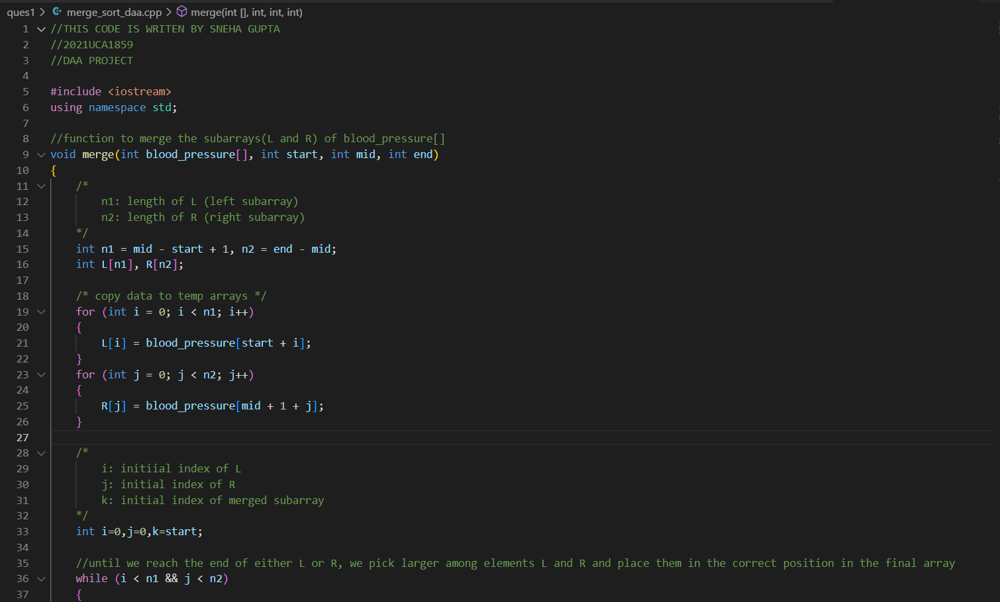 ques1 > merge_sort_daa.cpp > merge(int [], int, int, int)
1 //THIS CODE IS WRITEN BY SNEHA GUPTA
2 //2021UCA1859
3 //DAA PROJECT
4
5 #include <iostream>
6 using namespace std;
7
8 //function to merge the subarrays(L and R) of blood_pressure[]
9 void merge(int blood_pressure[], int start, int mid, int end)
10 {
11     /*
12         n1: length of L (left subarray)
13         n2: length of R (right subarray)
14     */
15     int n1 = mid - start + 1, n2 = end - mid;
16     int L[n1], R[n2];
17
18     /* copy data to temp arrays */
19     for (int i = 0; i < n1; i++)
20     {
21         L[i] = blood_pressure[start + i];
22     }
23     for (int j = 0; j < n2; j++)
24     {
25         R[j] = blood_pressure[mid + 1 + j];
26     }
27
28     /*
29         i: initiial index of L
30         j: initial index of R
31         k: initial index of merged subarray
32     */
33     int i=0,j=0,k=start;
34
35     //until we reach the end of either L or R, we pick larger among elements L and R and place them in the correct position in the final array
36     while (i < n1 && j < n2)
37     {